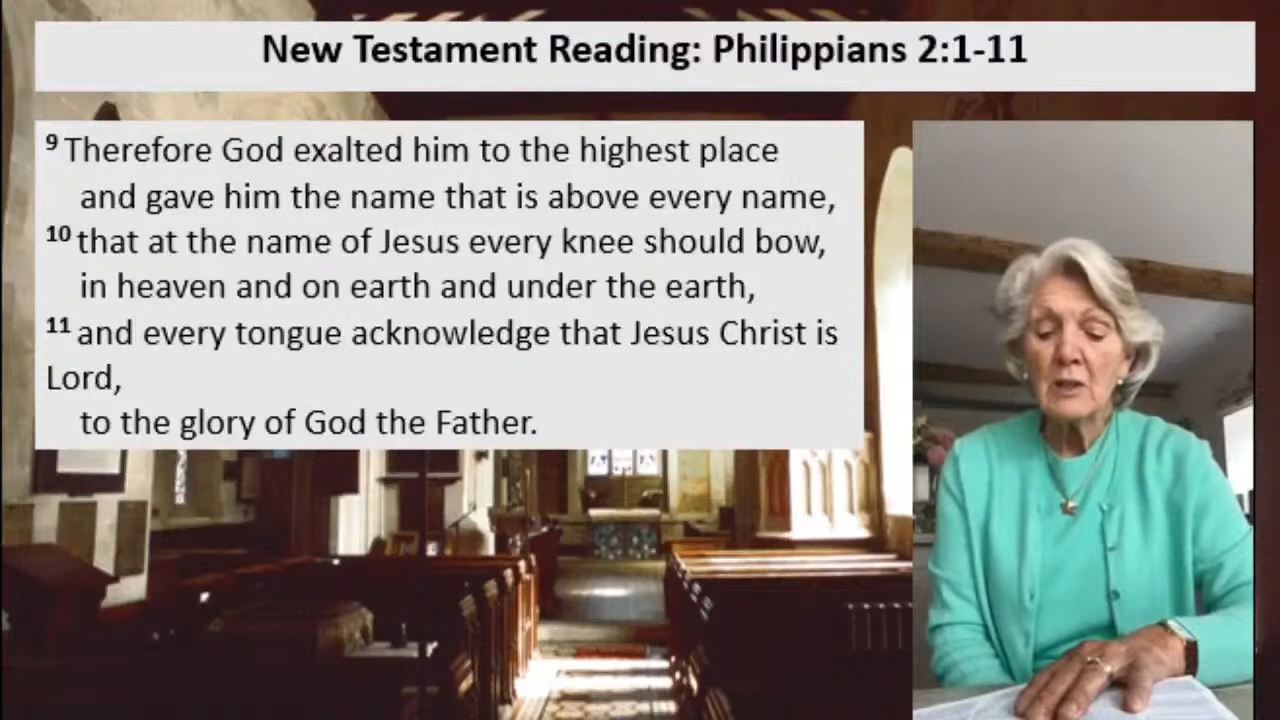 New Testament Reading: Philippians 2:1-11
9 Therefore God exalted him to the highest place
and gave him the name that is above every name,
10 that at the name of Jesus every knee should bow,
in heaven and on earth and under the earth,
11 and every tongue acknowledge that Jesus Christ is
Lord,
to the glory of God the Father.